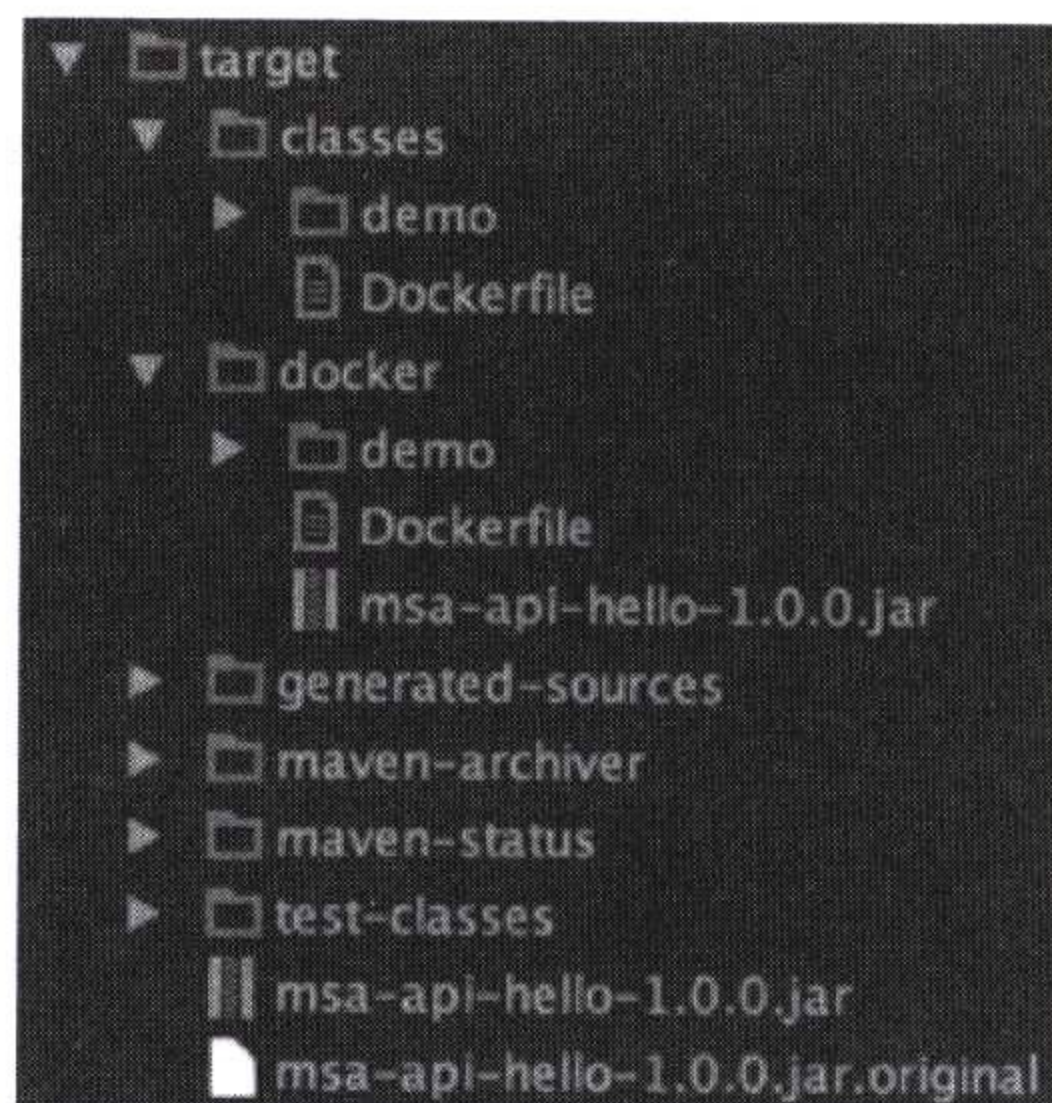 target
classes
demo
Dockerfile
docker
demo
Dockerfile
msa-api-hello-1.0.0.jar
generated-sources
maven-archiver
maven-status
test-classes
msa-api-hello-1.0.0.jar
msa-api-hello-1.0.0.jar.original